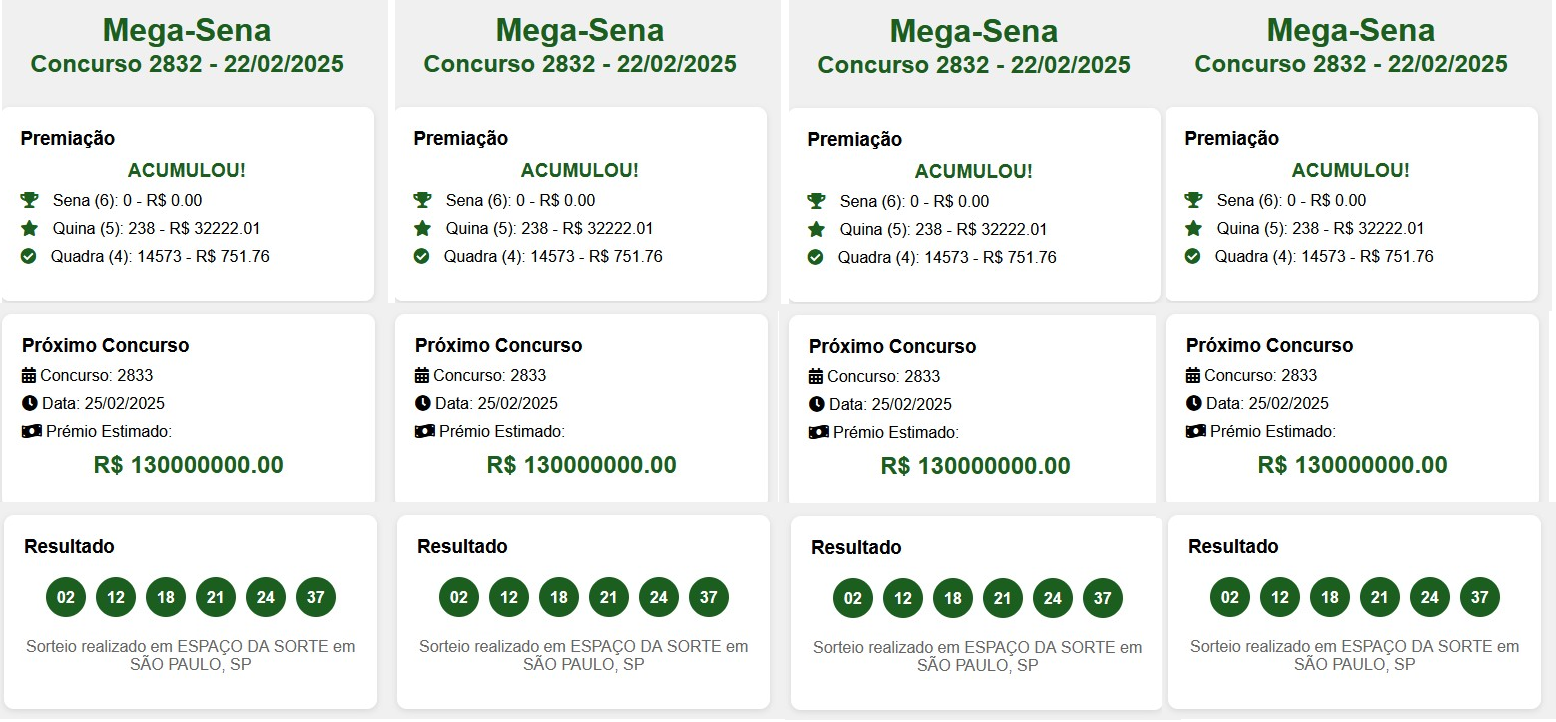 Mega-Sena
Concurso 2832 - 22/02/2025
Premiação
ACUMULOU!
Sena (6): 0 - R$ 0.00
Quina (5): 238 - R$ 32222.01
Quadra (4): 14573 - R$ 751.76
Próximo Concurso
Concurso: 2833
Data: 25/02/2025
Prémio Estimado:
R$ 130000000.00
Resultado
02 12 18 21 24 37
Sorteio realizado em ESPAÇO DA SORTE em
SÃO PAULO, SP
Mega-Sena
Concurso 2832 - 22/02/2025
Premiação
ACUMULOU!
Sena (6): 0 - R$ 0.00
Quina (5): 238 - R$ 32222.01
Quadra (4): 14573 - R$ 751.76
Próximo Concurso
Concurso: 2833
Data: 25/02/2025
Prémio Estimado:
R$ 130000000.00
Resultado
02 12 18 21 24 37
Sorteio realizado em ESPAÇO DA SORTE em
SÃO PAULO, SP
Mega-Sena
Concurso 2832 - 22/02/2025
Premiação
ACUMULOU!
Sena (6): 0 - R$ 0.00
Quina (5): 238 - R$ 32222.01
Quadra (4): 14573 - R$ 751.76
Próximo Concurso
Concurso: 2833
Data: 25/02/2025
Prémio Estimado:
R$ 130000000.00
Resultado
02 12 18 21 24 37
Sorteio realizado em ESPAÇO DA SORTE em
SÃO PAULO, SP
Mega-Sena
Concurso 2832 - 22/02/2025
Premiação
ACUMULOU!
Sena (6): 0 - R$ 0.00
Quina (5): 238 - R$ 32222.01
Quadra (4): 14573 - R$ 751.76
Próximo Concurso
Concurso: 2833
Data: 25/02/2025
Prémio Estimado:
R$ 130000000.00
Resultado
02 12 18 21 24 37
Sorteio realizado em ESPAÇO DA SORTE em
SÃO PAULO, SP